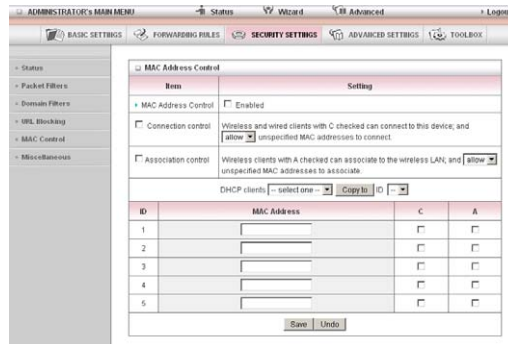 ADMINISTRATOR's MAIN MENU Status Wizard Advanced Logou
BASIC SETTINGS FORWARDING RULES SECURITY SETTINGS ADVANCED SETTINGS TOOLBOX
Status
Packet Filters
Domain Filters
URL Blocking
MAC Control
Miscellaneous
MAC Address Control
Item Setting
MAC Address Control Enabled
Connection control Wireless and wired clients with C checked can connect to this device; and
allow unspecified MAC addresses to connect.
Association control Wireless clients with A checked can associate to the wireless LAN; and allow
unspecified MAC addresses to associate.
DHCP clients -- select one -- Copy to ID --
ID MAC Address C A
1
2
3
4
5
Save Undo